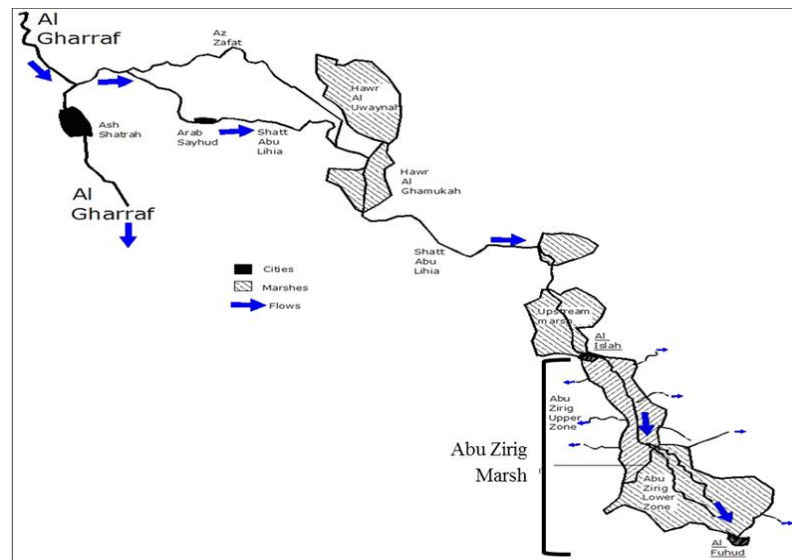 Al
Gharraf
Az
Zafat
Hawr
Al
Uwaynah
Ash
Shatrah
Arab
Sayhud
Shatt
Abu
Lihia
Hawr
Al
Ghamukah
Al
Gharraf
Shatt
Abu
Lihia
Cities
Marshes
Flows
Upstream
marsh
Al
Islah
Abu
Zirig
Upper
Zone
Abu Zirig
Marsh
Abu
Zirig
Lower
Zone
Al
Fuhud